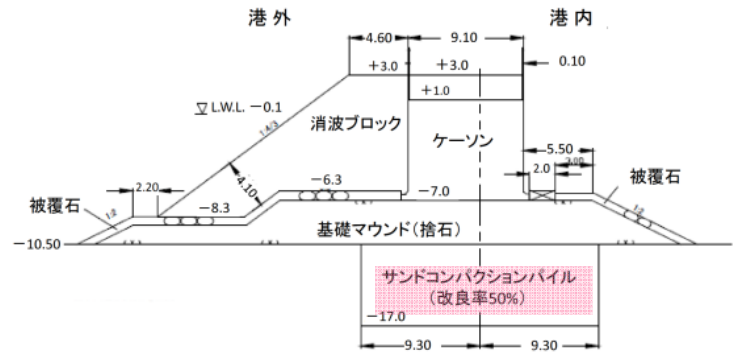 港外
港内
4.60
9.10
0.10
+3.0
+3.0
+1.0
L.W.L. −0.1
1:4/3
消波ブロック
ケーソン
5.50
3.00
2.0
4.10
2.20
−6.3
−7.0
被覆石
被覆石
1:2
−8.3
1:2
基礎マウンド(捨石)
−10.50
サンドコンパクションパイル
(改良率50%)
−17.0
9.30
9.30